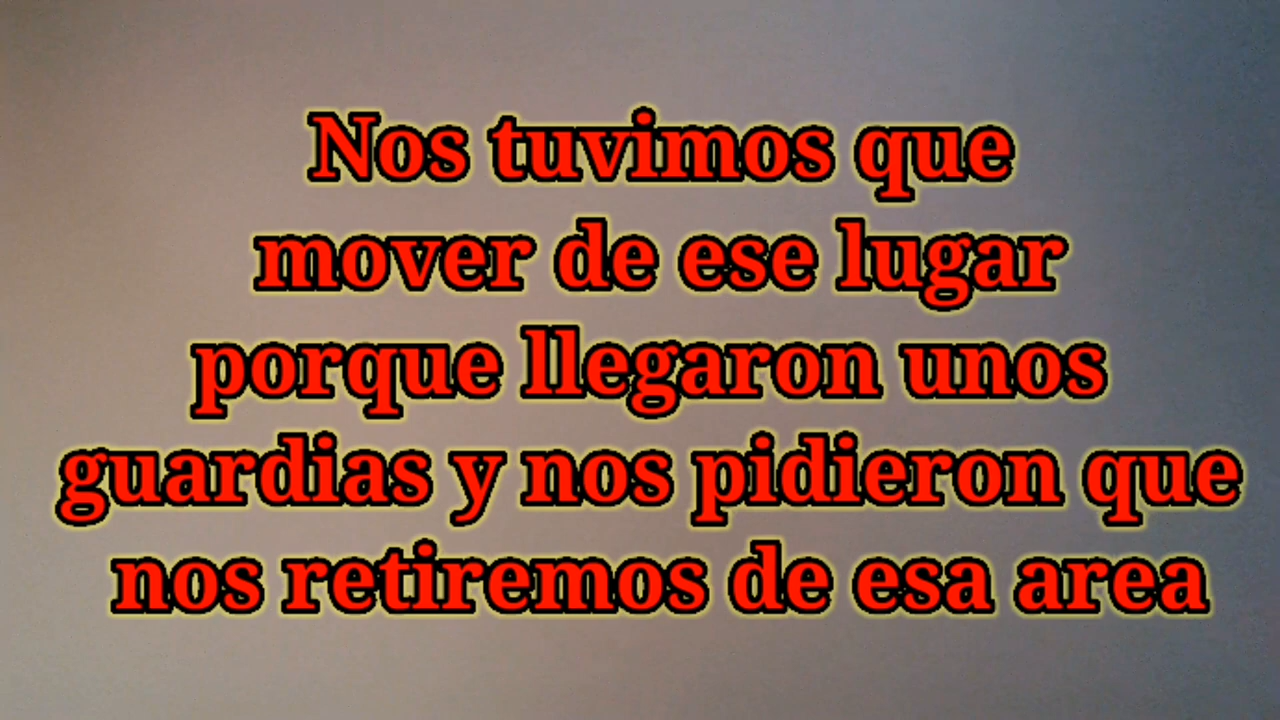 Nos tuvimos que
mover de ese lugar
porque llegaron unos
guardias y nos pidieron que
nos retiremos de esa area